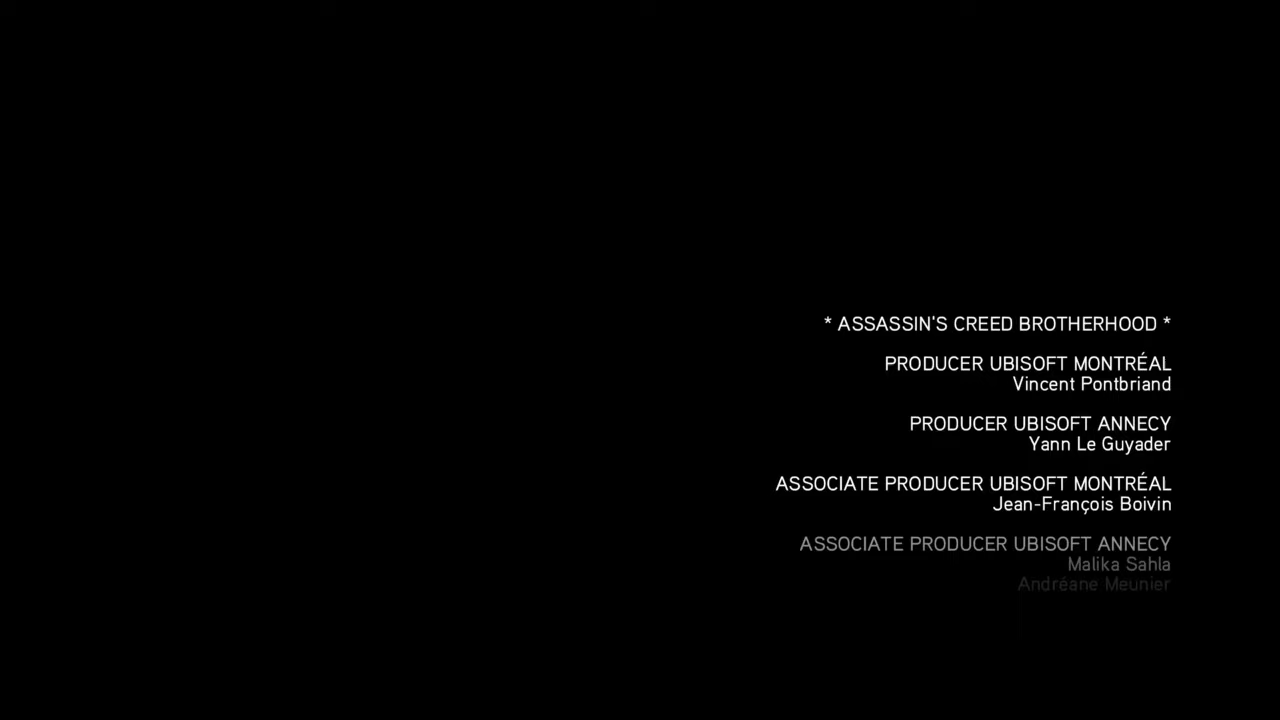 * ASSASSIN'S CREED BROTHERHOOD *
PRODUCER UBISOFT MONTRÉAL
Vincent Pontbriand
PRODUCER UBISOFT ANNECY
Yann Le Guyader
ASSOCIATE PRODUCER UBISOFT MONTRÉAL
Jean-François Boivin
ASSOCIATE PRODUCER UBISOFT ANNECY
Malika Sahla
Andréane Meunier